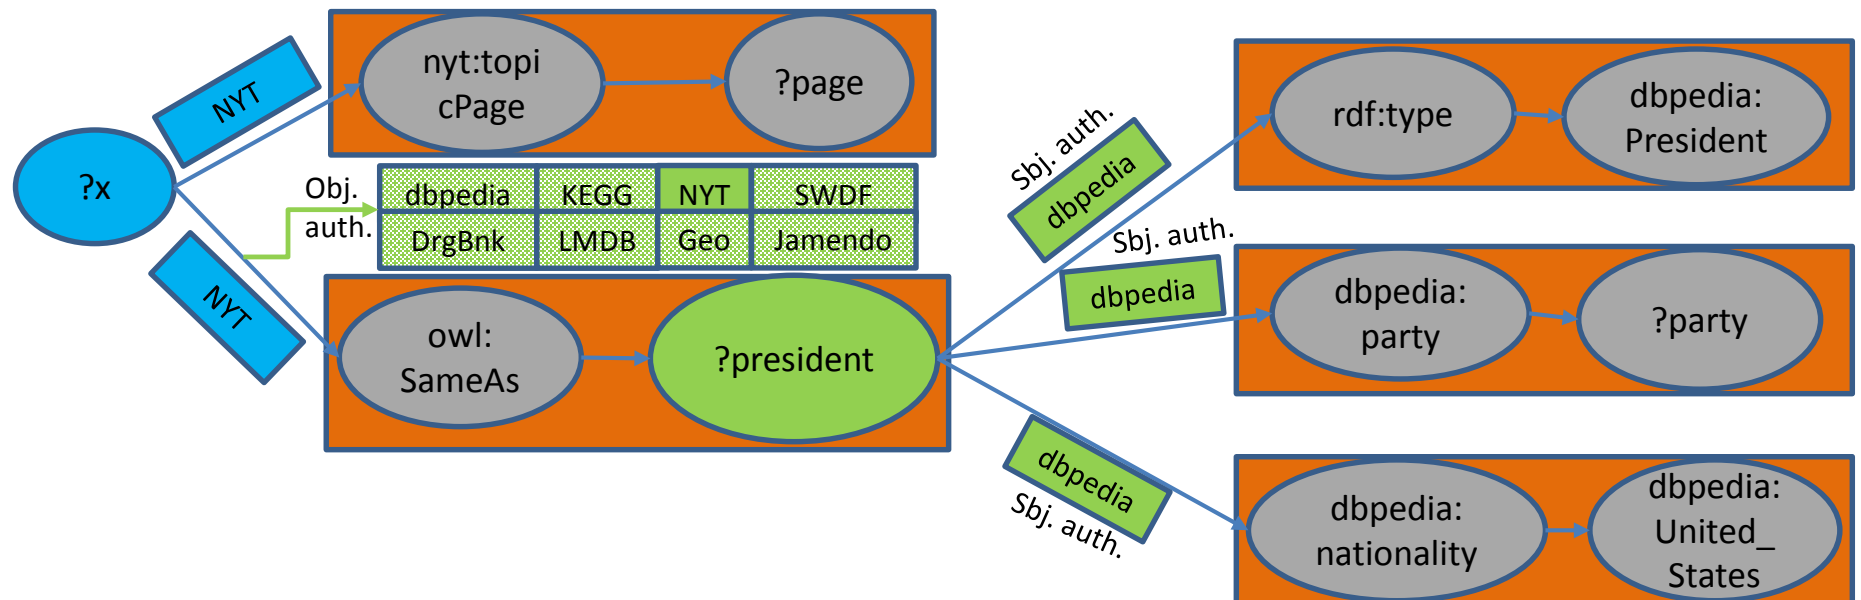 ?x
NYT
nyt:topi
cPage
?page
Obj.
auth.
dbpedia KEGG NYT SWDF
DrgBnk LMDB Geo Jamendo
NYT
owl:
SameAs
?president
Sbj. auth.
dbpedia
rdf:type
dbpedia:
President
Sbj. auth.
dbpedia
dbpedia:
party
?party
dbpedia
Sbj. auth.
dbpedia:
nationality
dbpedia:
United_
States